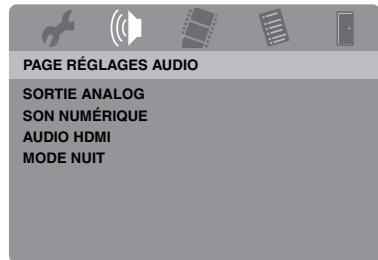 PAGE RÉGLAGES AUDIO
SORTIE ANALOG
SON NUMÉRIQUE
AUDIO HDMI
MODE NUIT